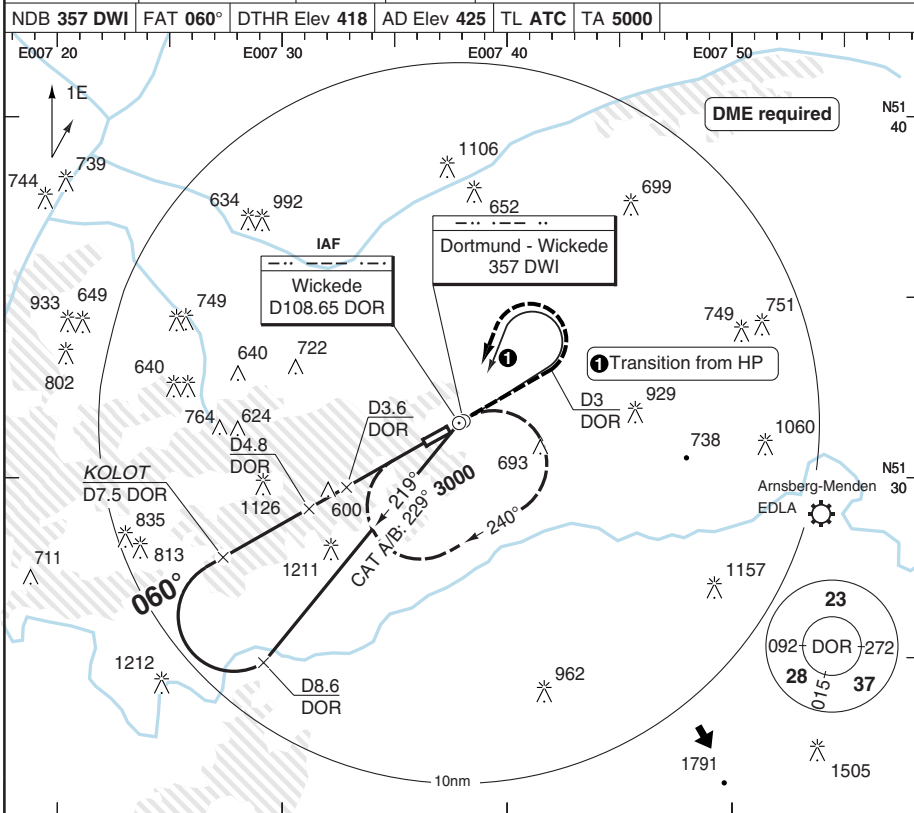 NDB 357 DWI FAT 060° DTHR Elev 418 AD Elev 425 TL ATC TA 5000
E007 20 E007 30 E007 40 E007 50
1E
DME required
N51
40
739
744
1106
634
992
652
699
IAF
Wickede
D108.65 DOR
Dortmund - Wickede
357 DWI
933
649
749
749
751
802
640
640
722
1
1 Transition from HP
764
624
D3.6
DOR
D3
DOR
929
D4.8
DOR
738
1060
KOLOT
D7.5 DOR
693
N51
30
1126
600
219° 3000
CAT A/B: 229°
240°
Arnsberg-Menden
EDLA
835
813
711
1211
060°
1157
23
092 DOR 272
28
015
37
1212
D8.6
DOR
962
1791
1505
10nm